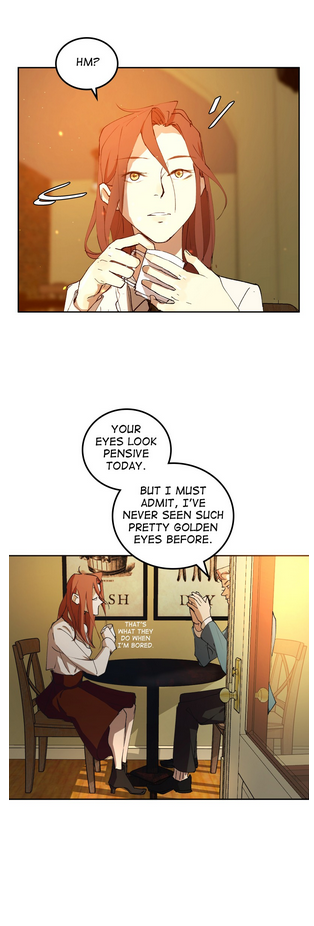 HM?
YOUR
EYES LOOK
PENSIVE
TODAY.
BUT I MUST
ADMIT, I'VE
NEVER SEEN SUCH
PRETTY GOLDEN
EYES BEFORE.
THAT'S
WHAT THEY
DO WHEN
I'M BORED.